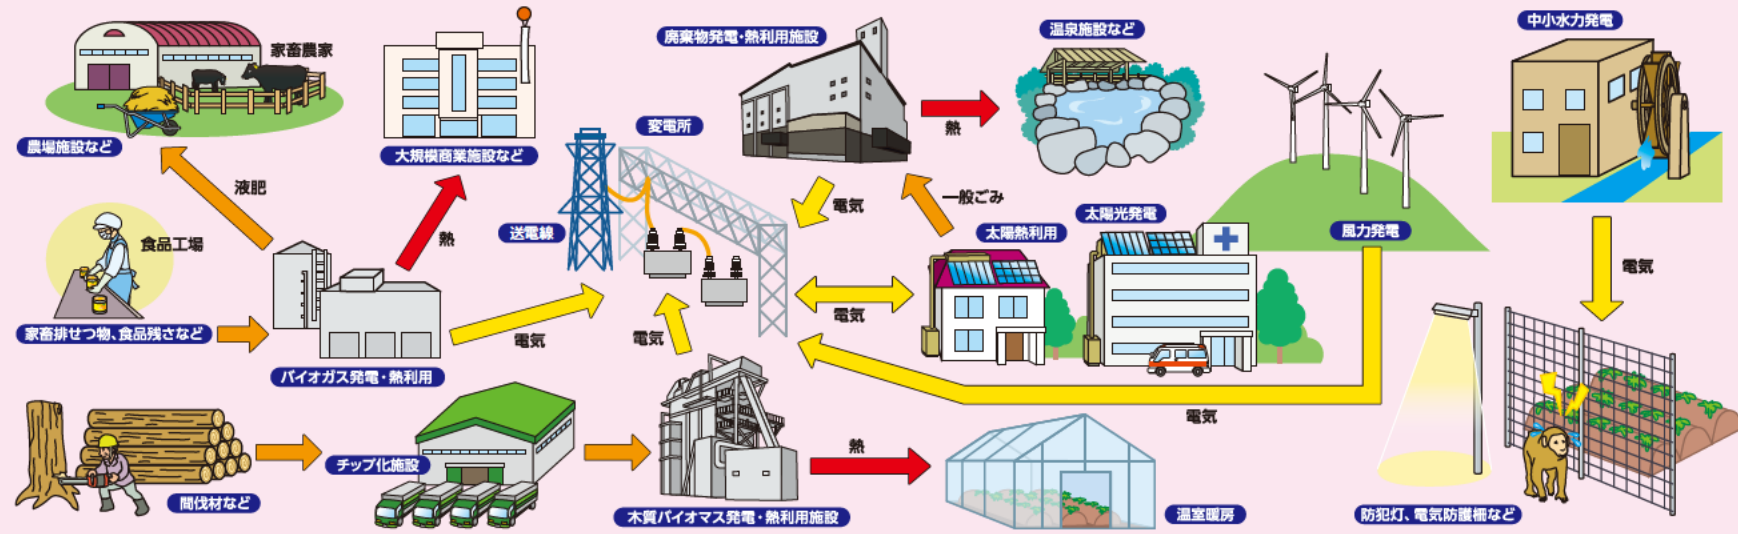 家畜農家
農場施設など
大規模商業施設など
廃棄物発電・熱利用施設
温泉施設など
中小水力発電
変電所
熱
液肥
熱
送電線
電気
一般ごみ
太陽熱利用
太陽光発電
風力発電
食品工場
家畜排せつ物、食品残さなど
電気
電気
電気
電気
バイオガス発電・熱利用
電気
チップ化施設
熱
間伐材など
木質バイオマス発電・熱利用施設
温室暖房
防犯灯、電気防護柵など